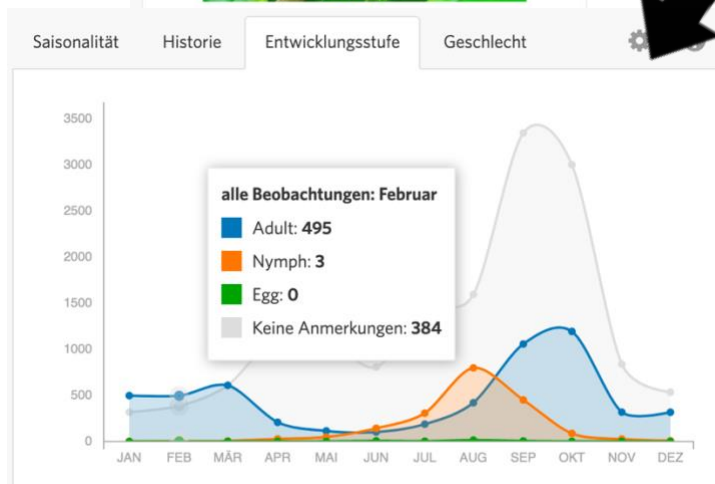 Saisonalität Historie Entwicklungsstufe Geschlecht
3500
3000
2500
2000
1500
1000
500
0
alle Beobachtungen: Februar
Adult: 495
Nymph: 3
Egg: 0
Keine Anmerkungen: 384
JAN FEB MÄR APR MAI JUN JUL AUG SEP OKT NOV DEZ